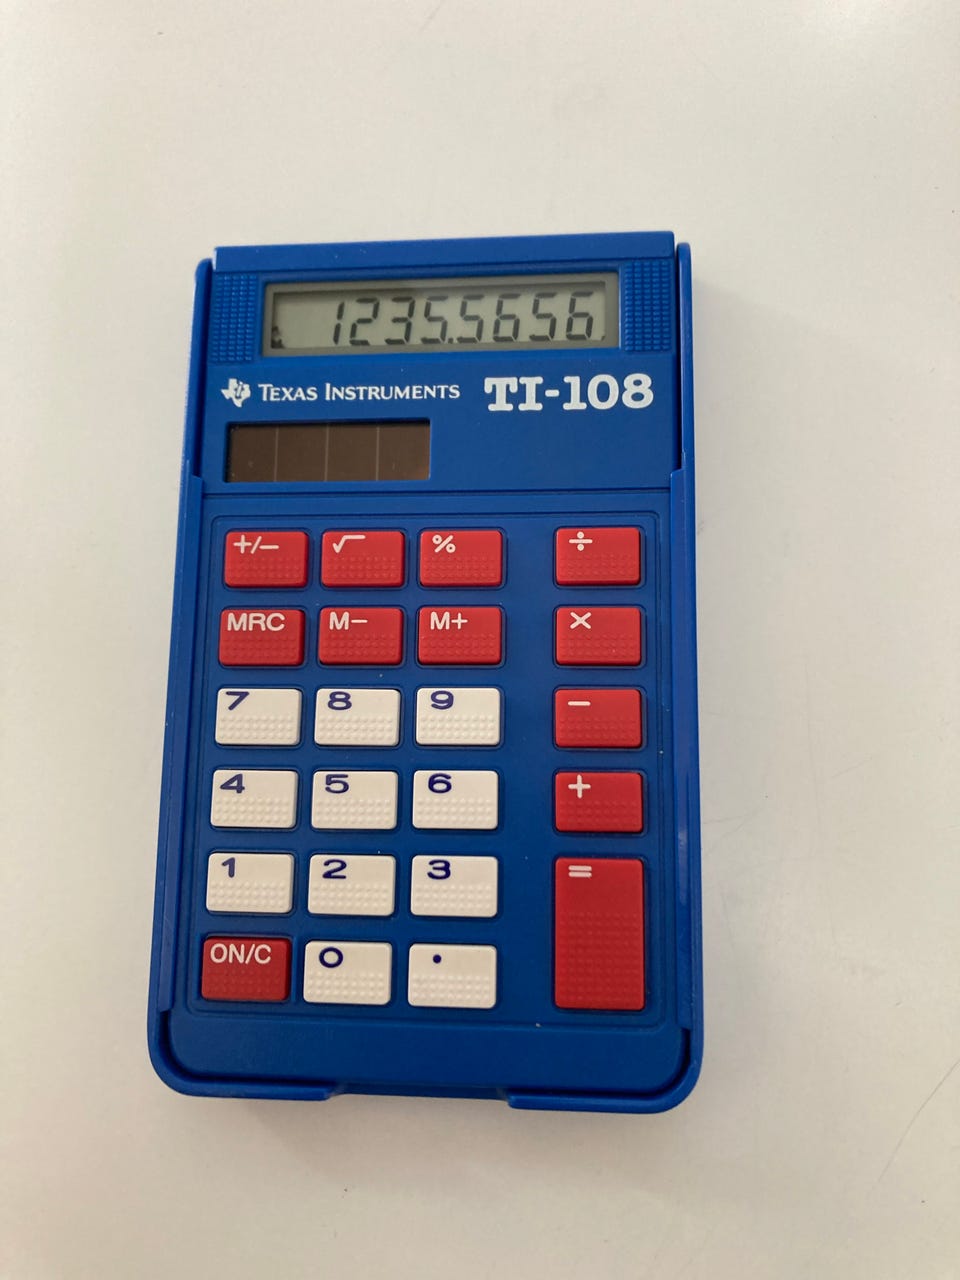 1235.5656
TEXAS INSTRUMENTS TI-108
+/− √ % ÷
MRC M− M+ ×
7 8 9 −
4 5 6 +
1 2 3 =
ON/C 0 .